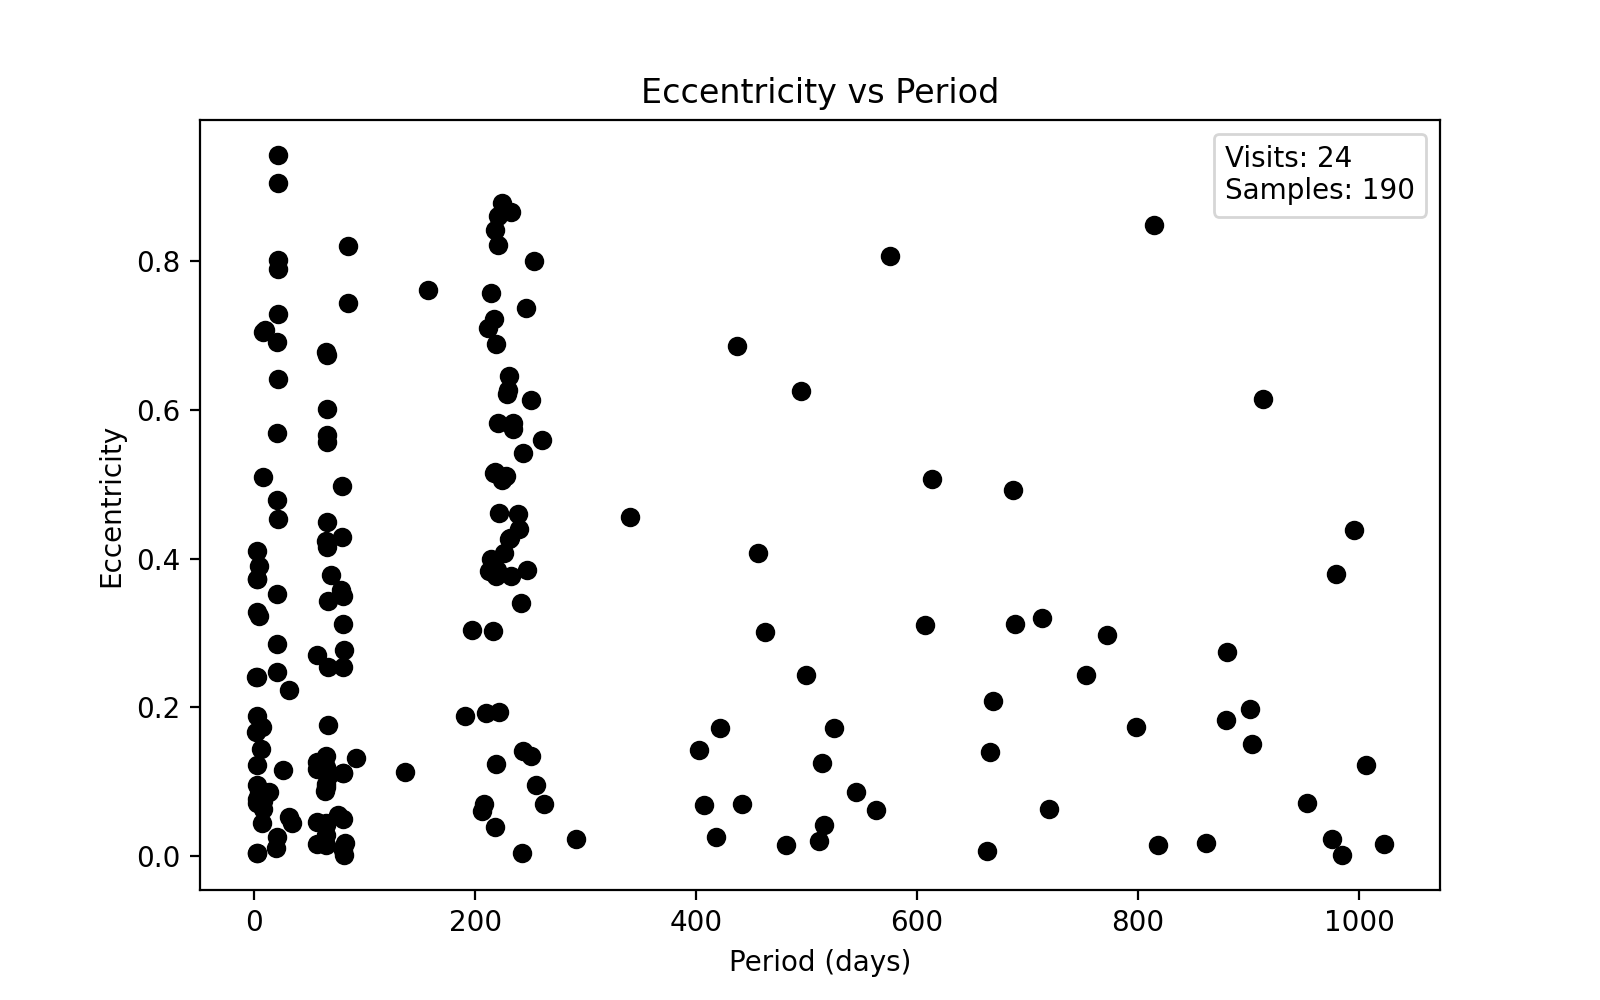 Eccentricity vs Period
Visits: 24
Samples: 190
Eccentricity
0.8
0.6
0.4
0.2
0.0
0 200 400 600 800 1000
Period (days)